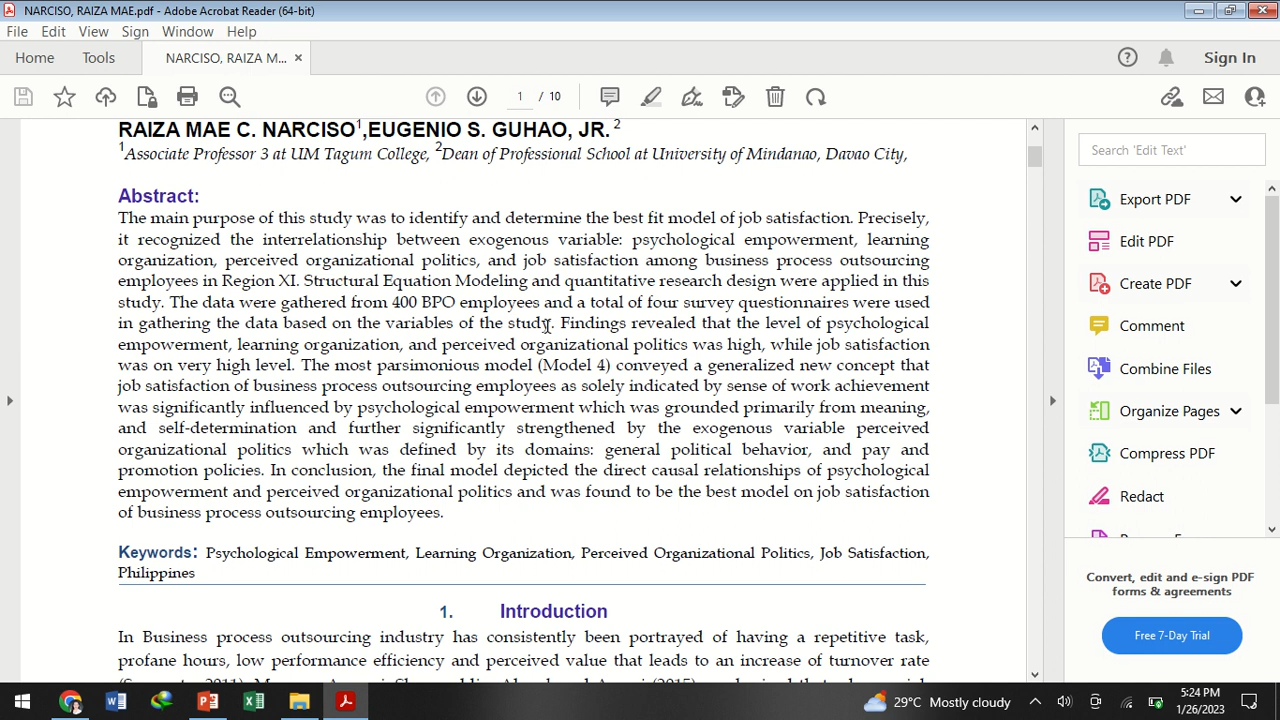 NARCISO, RAIZA MAE.pdf - Adobe Acrobat Reader (64-bit)
File Edit View Sign Window Help
Home Tools NARCISO, RAIZA M... × Sign In
1 / 10
RAIZA MAE C. NARCISO1,EUGENIO S. GUHAO, JR. 2
1Associate Professor 3 at UM Tagum College, 2Dean of Professional School at University of Mindanao, Davao City,
Abstract:
The main purpose of this study was to identify and determine the best fit model of job satisfaction. Precisely,
it recognized the interrelationship between exogenous variable: psychological empowerment, learning
organization, perceived organizational politics, and job satisfaction among business process outsourcing
employees in Region XI. Structural Equation Modeling and quantitative research design were applied in this
study. The data were gathered from 400 BPO employees and a total of four survey questionnaires were used
in gathering the data based on the variables of the study. Findings revealed that the level of psychological
empowerment, learning organization, and perceived organizational politics was high, while job satisfaction
was on very high level. The most parsimonious model (Model 4) conveyed a generalized new concept that
job satisfaction of business process outsourcing employees as solely indicated by sense of work achievement
was significantly influenced by psychological empowerment which was grounded primarily from meaning,
and self-determination and further significantly strengthened by the exogenous variable perceived
organizational politics which was defined by its domains: general political behavior, and pay and
promotion policies. In conclusion, the final model depicted the direct causal relationships of psychological
empowerment and perceived organizational politics and was found to be the best model on job satisfaction
of business process outsourcing employees.
Keywords: Psychological Empowerment, Learning Organization, Perceived Organizational Politics, Job Satisfaction,
Philippines
1. Introduction
In Business process outsourcing industry has consistently been portrayed of having a repetitive task,
profane hours, low performance efficiency and perceived value that leads to an increase of turnover rate
Search 'Edit Text'
Export PDF
Edit PDF
Create PDF
Comment
Combine Files
Organize Pages
Compress PDF
Redact
Convert, edit and e-sign PDF
forms & agreements
Free 7-Day Trial
29°C Mostly cloudy
5:24 PM
1/26/2023